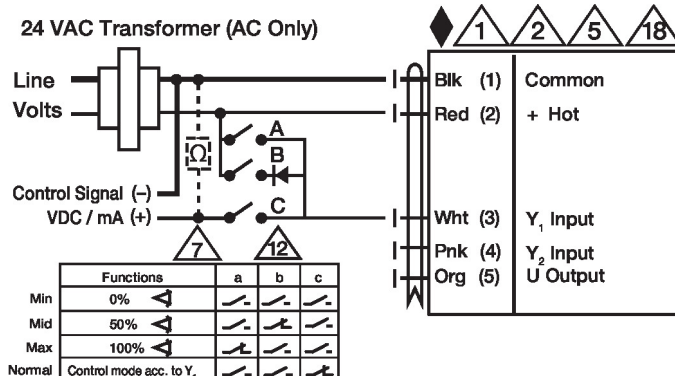 24 VAC Transformer (AC Only)
1 2 5 18
Line
Volts
Blk (1) Common
Red (2) + Hot
A
B
Ω
Control Signal (–)
VDC / mA (+)
C
Wht (3) Y₁ Input
Pnk (4) Y₂ Input
Org (5) U Output
7 12
Functions a b c
Min 0%
Mid 50%
Max 100%
Normal Control mode acc. to Y